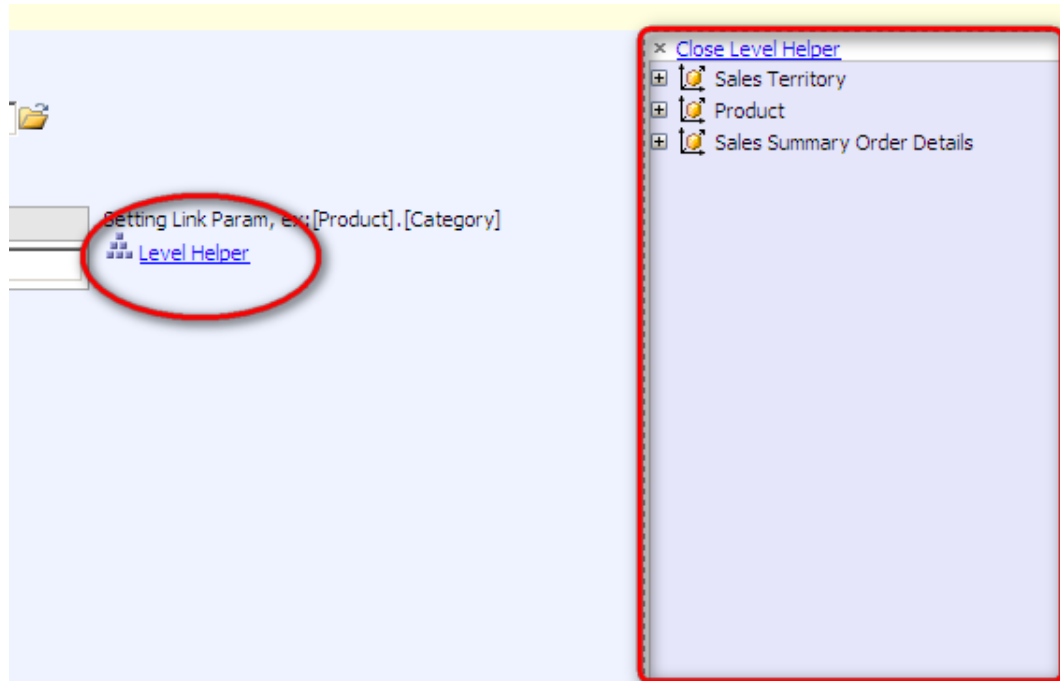 Close Level Helper
Sales Territory
Product
Sales Summary Order Details
Setting Link Param, ex:[Product].[Category]
Level Helper